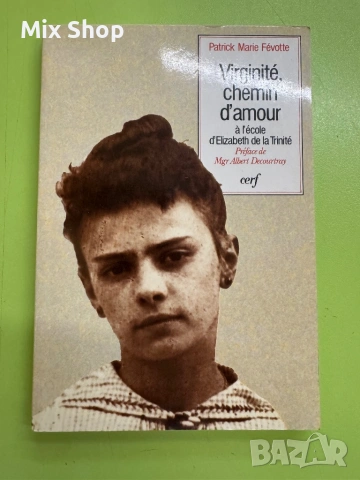 Mix Shop
Patrick Marie Févotte
Virginité,
chemin
d'amour
à l'école
d'Elizabeth de la Trinité
Préface de
Mgr Albert Decourtray
cerf
BAZAR
bg